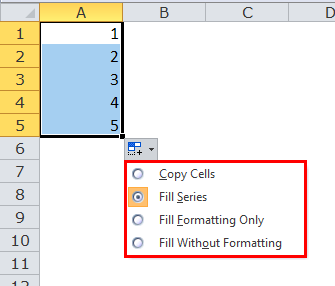 A B C D
1 1
2 2
3 3
4 4
5 5
6
7 Copy Cells
8 Fill Series
9 Fill Formatting Only
10 Fill Without Formatting
11